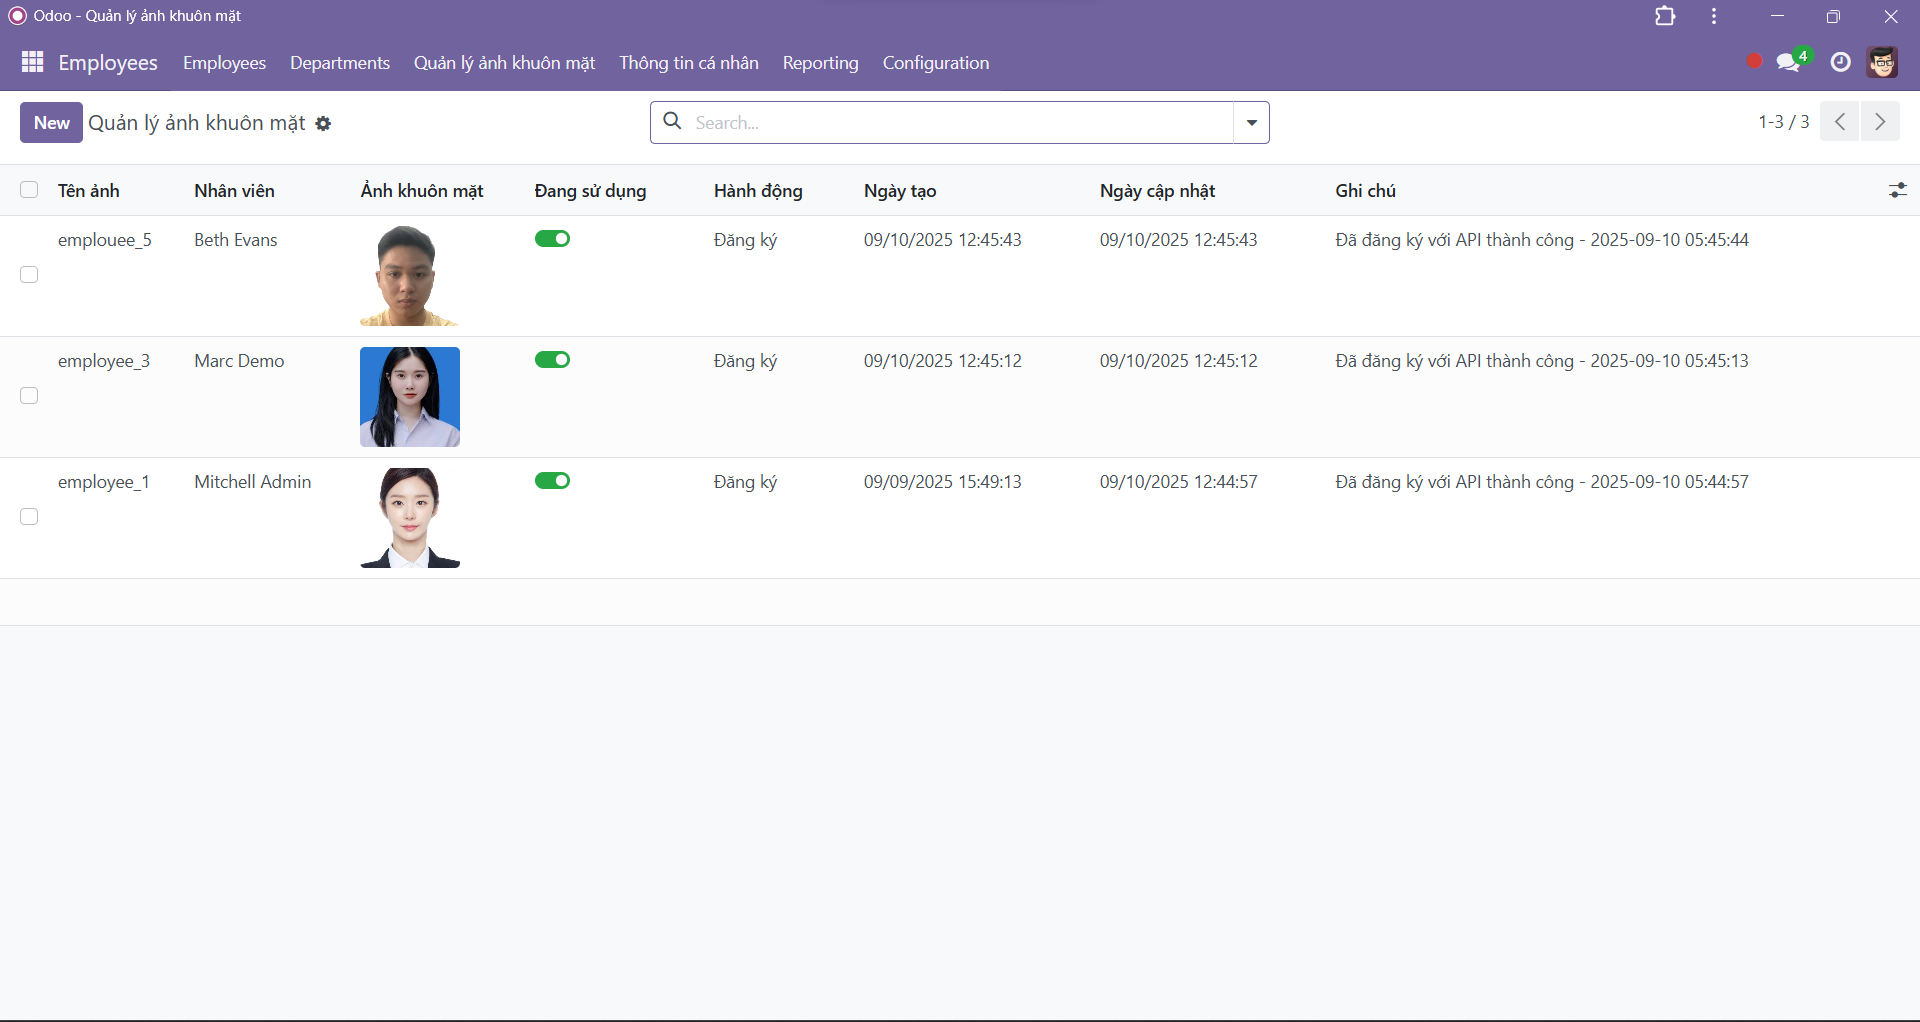 Odoo - Quản lý ảnh khuôn mặt
Employees Employees Departments Quản lý ảnh khuôn mặt Thông tin cá nhân Reporting Configuration 4
New Quản lý ảnh khuôn mặt Search... 1-3 / 3
Tên ảnh Nhân viên Ảnh khuôn mặt Đang sử dụng Hành động Ngày tạo Ngày cập nhật Ghi chú
emplouee_5 Beth Evans Đăng ký 09/10/2025 12:45:43 09/10/2025 12:45:43 Đã đăng ký với API thành công - 2025-09-10 05:45:44
employee_3 Marc Demo Đăng ký 09/10/2025 12:45:12 09/10/2025 12:45:12 Đã đăng ký với API thành công - 2025-09-10 05:45:13
employee_1 Mitchell Admin Đăng ký 09/09/2025 15:49:13 09/10/2025 12:44:57 Đã đăng ký với API thành công - 2025-09-10 05:44:57